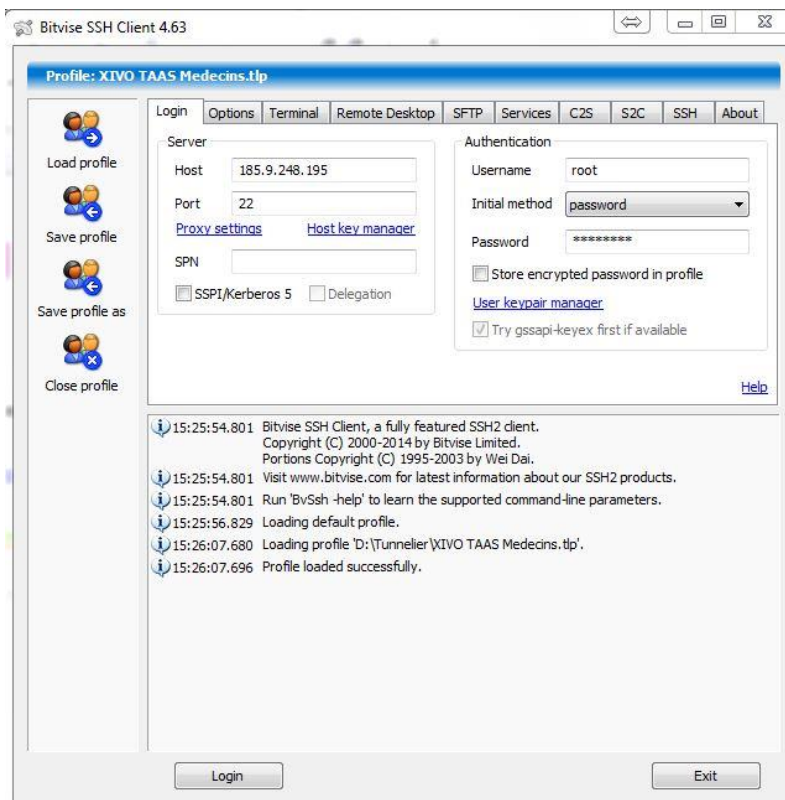 Bitvise SSH Client 4.63
Profile: XIVO TAAS Medecins.tlp
Load profile
Save profile
Save profile as
Close profile
Login Options Terminal Remote Desktop SFTP Services C2S S2C SSH About
Server
Host 185.9.248.195
Port 22
Proxy settings Host key manager
SPN
SSPI/Kerberos 5 Delegation
Authentication
Username root
Initial method password
Password ********
Store encrypted password in profile
User keypair manager
Try gssapi-keyex first if available
Help
15:25:54.801 Bitvise SSH Client, a fully featured SSH2 client.
Copyright (C) 2000-2014 by Bitvise Limited.
Portions Copyright (C) 1995-2003 by Wei Dai.
15:25:54.801 Visit www.bitvise.com for latest information about our SSH2 products.
15:25:54.801 Run 'BvSsh -help' to learn the supported command-line parameters.
15:25:56.829 Loading default profile.
15:26:07.680 Loading profile 'D:\Tunnelier\XIVO TAAS Medecins.tlp'.
15:26:07.696 Profile loaded successfully.
Login Exit